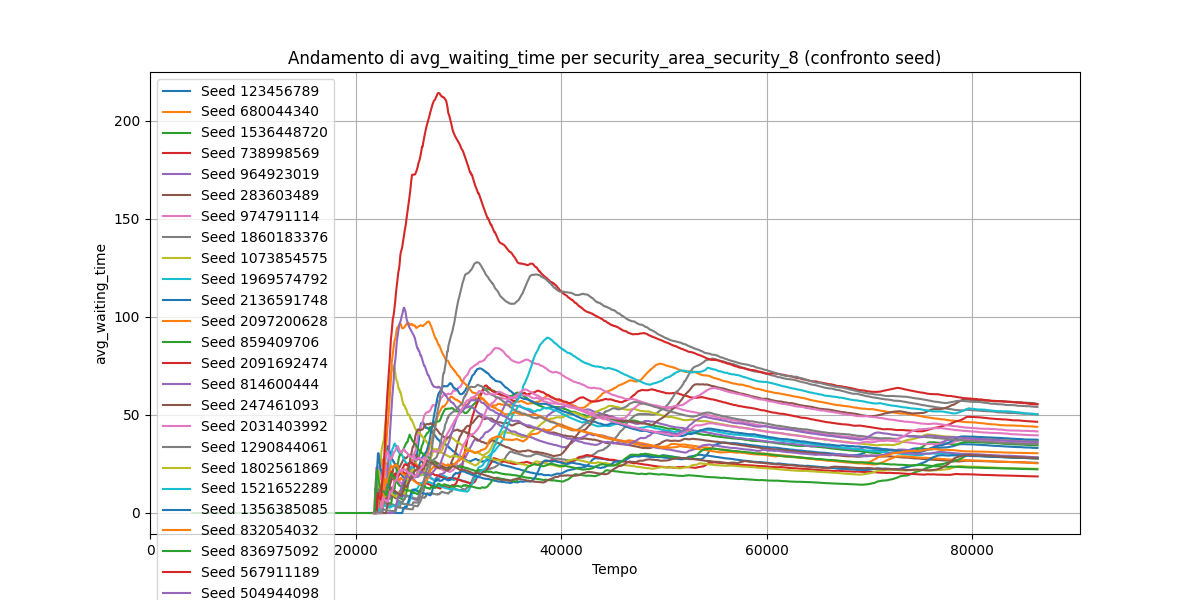 Andamento di avg_waiting_time per security_area_security_8 (confronto seed)
avg_waiting_time
200
150
100
50
0
Seed 123456789
Seed 680044340
Seed 1536448720
Seed 738998569
Seed 964923019
Seed 283603489
Seed 974791114
Seed 1860183376
Seed 1073854575
Seed 1969574792
Seed 2136591748
Seed 2097200628
Seed 859409706
Seed 2091692474
Seed 814600444
Seed 247461093
Seed 2031403992
Seed 1290844061
Seed 1802561869
Seed 1521652289
Seed 1356385085
Seed 832054032
Seed 836975092
Seed 567911189
Seed 504944098
0 20000 40000 60000 80000
Tempo